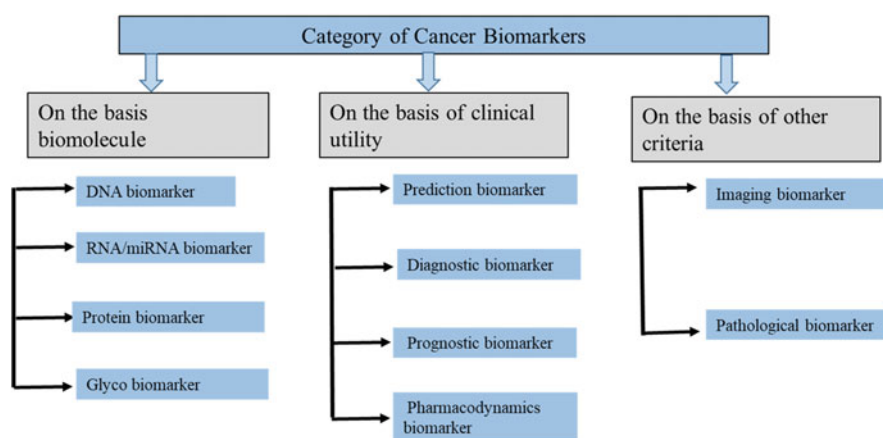 Category of Cancer Biomarkers
On the basis
biomolecule
DNA biomarker
RNA/miRNA biomarker
Protein biomarker
Glyco biomarker
On the basis of clinical
utility
Prediction biomarker
Diagnostic biomarker
Prognostic biomarker
Pharmacodynamics
biomarker
On the basis of other
criteria
Imaging biomarker
Pathological biomarker